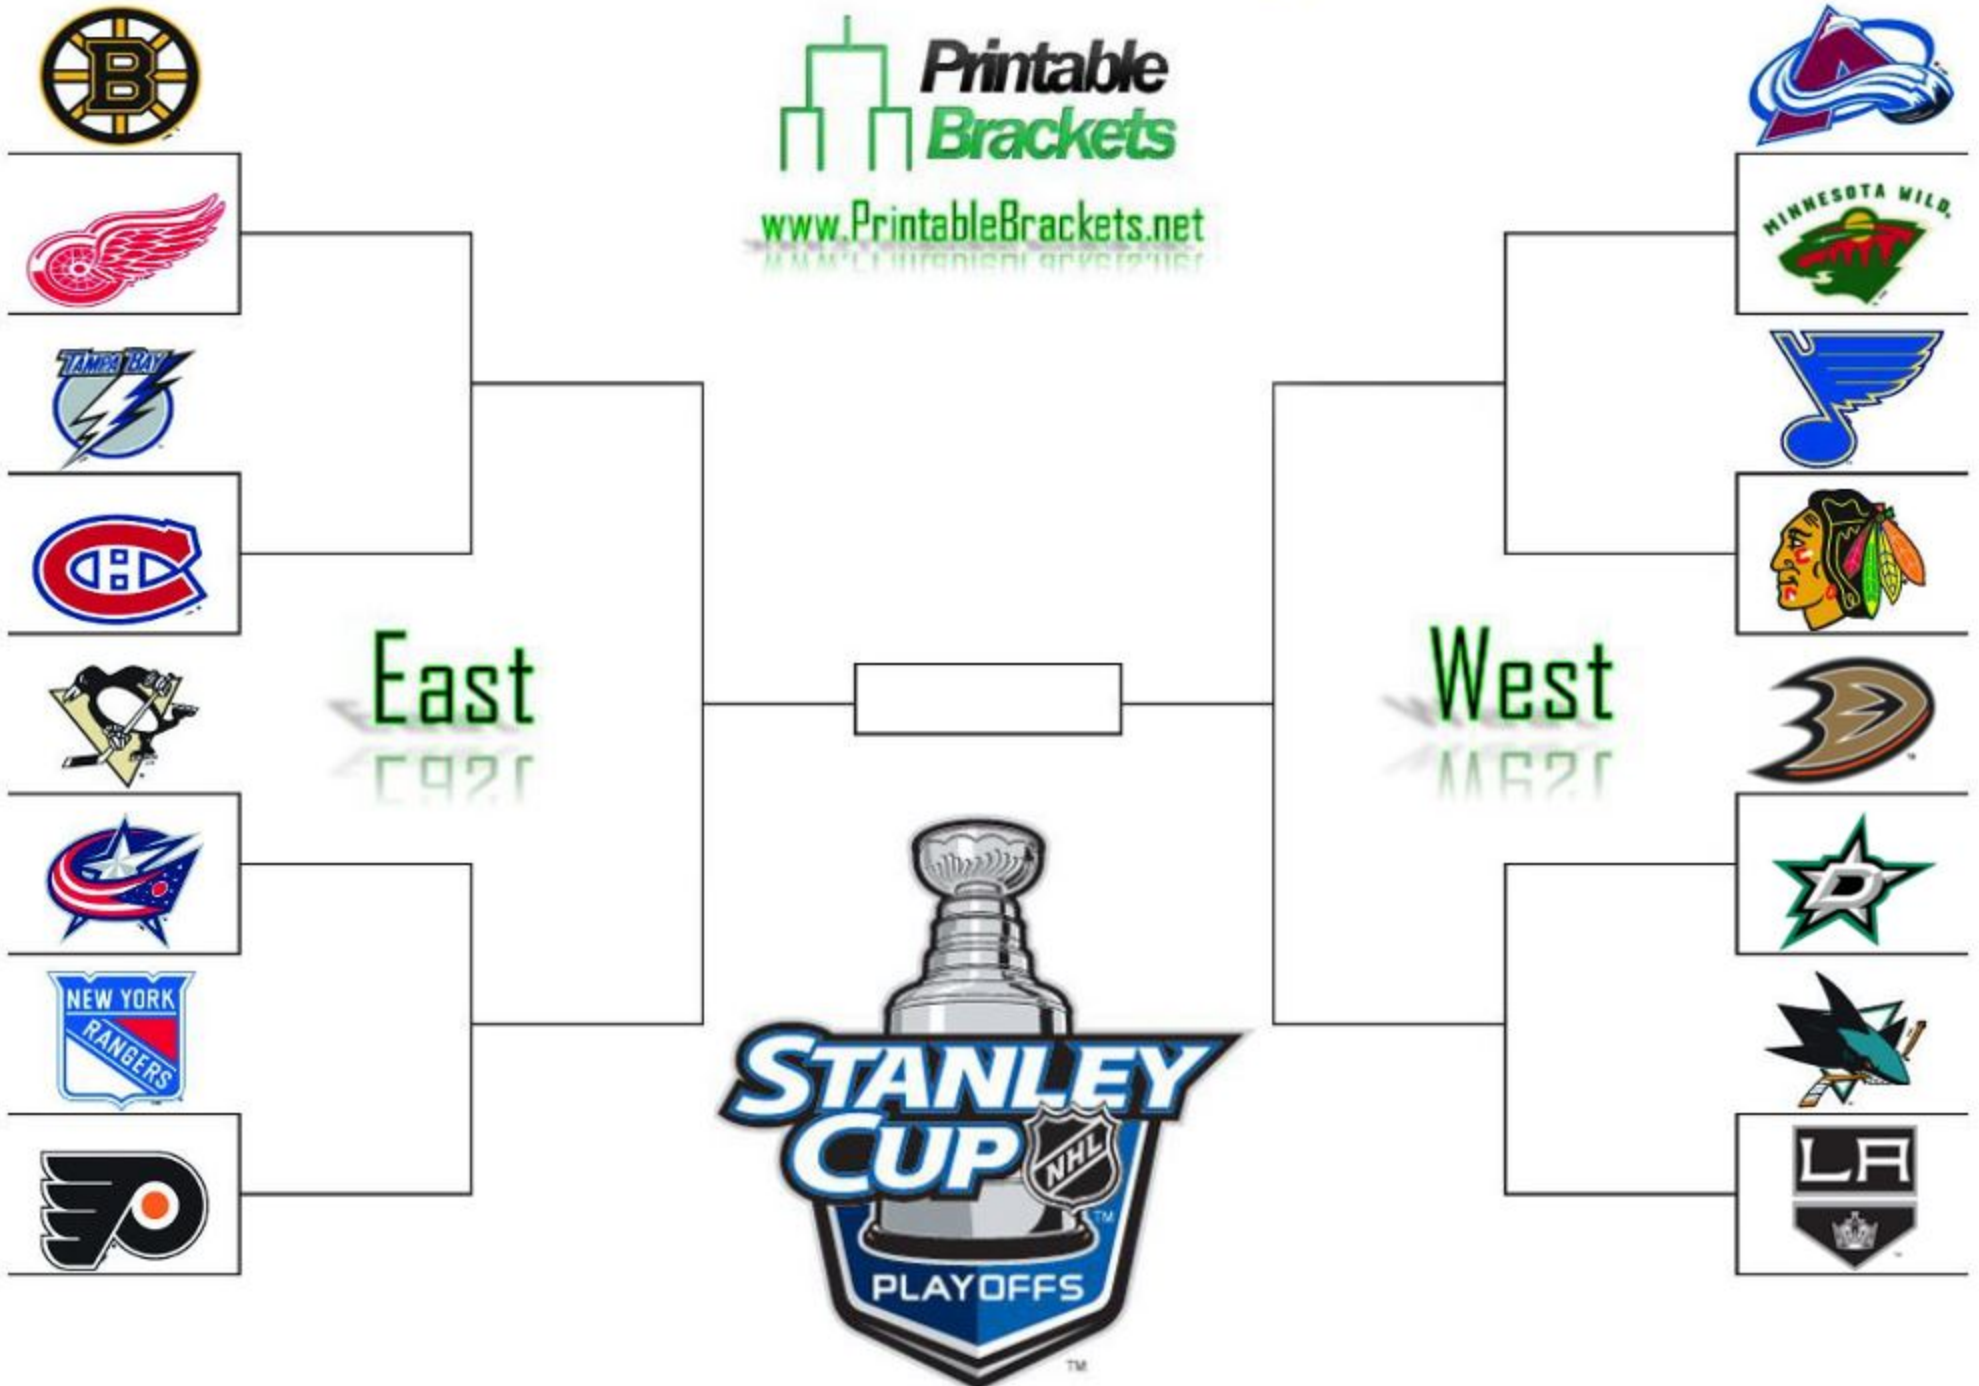 B
Printable
Brackets
www.PrintableBrackets.net
MINNESOTA WILD
TAMPA BAY
East
West
D
NEW YORK
RANGERS
STANLEY
CUP
NHL
TM
PLAYOFFS
TM
LA